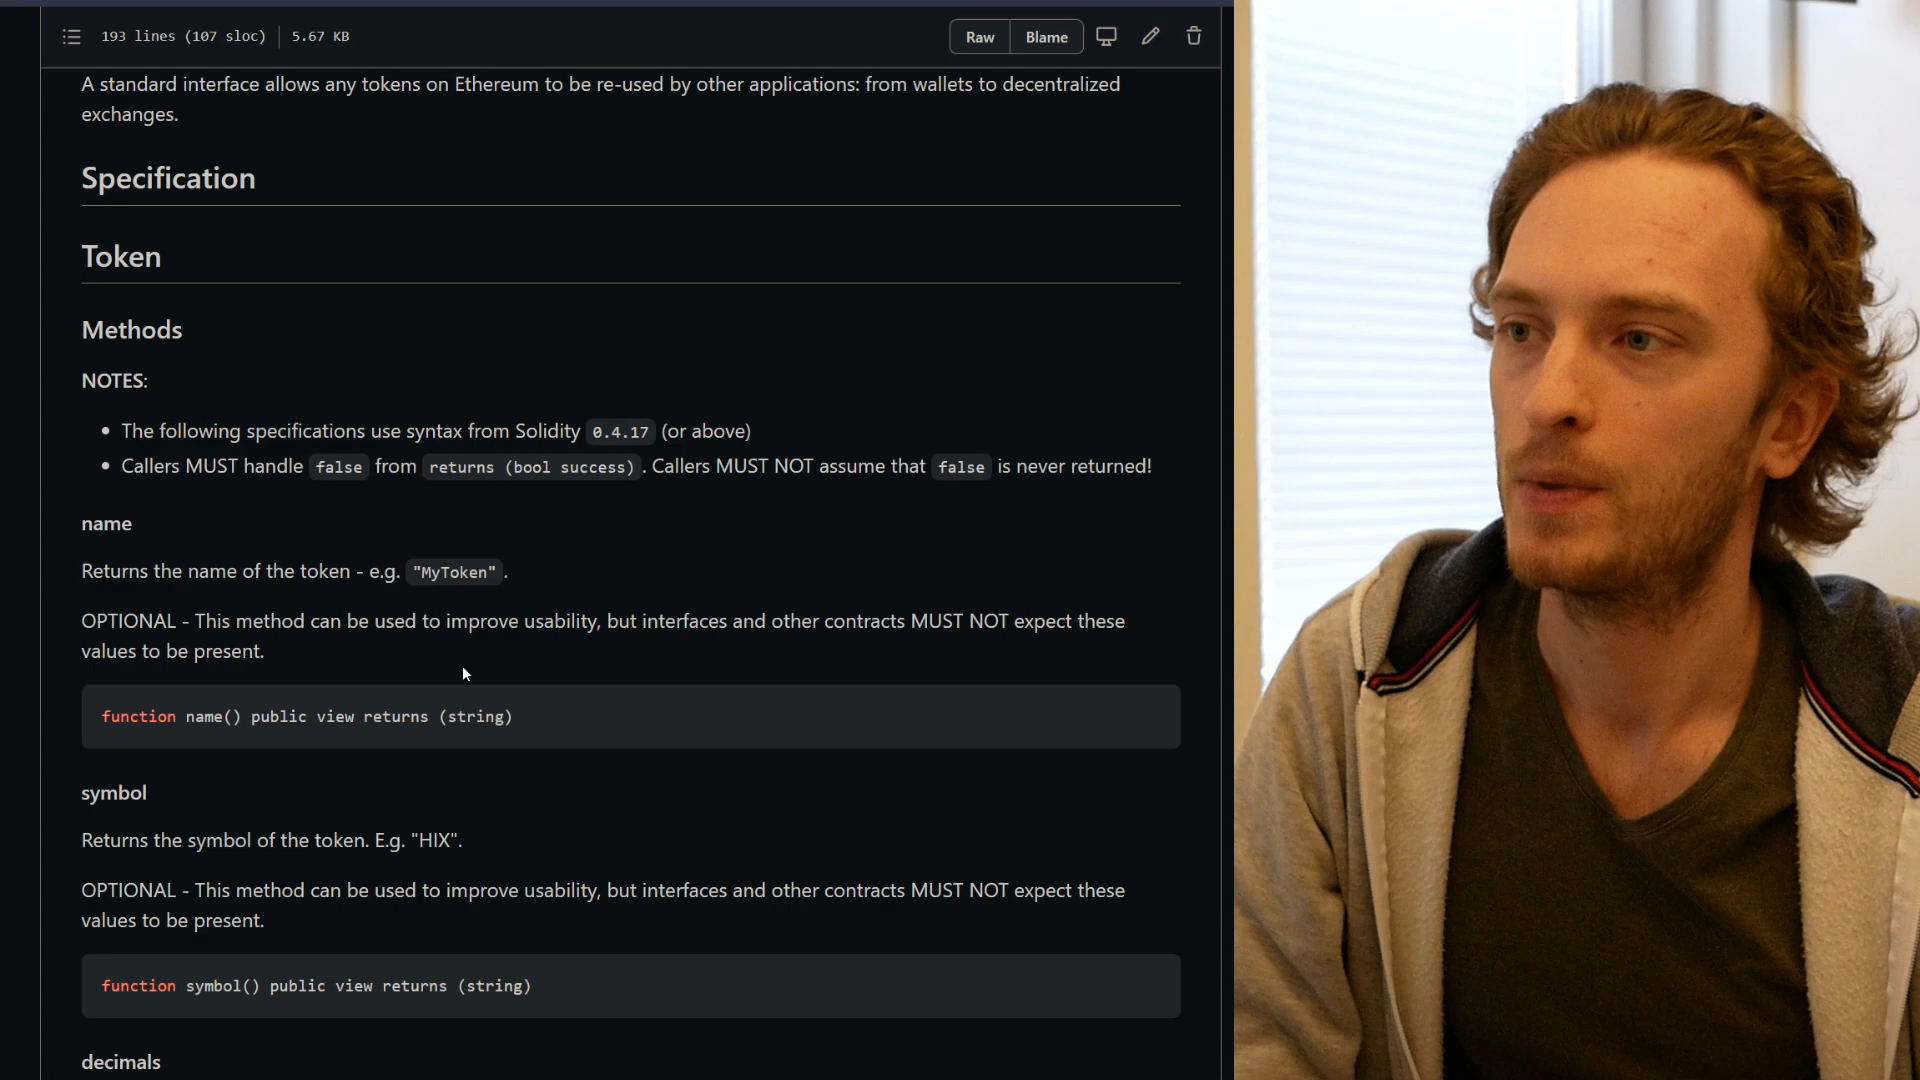 193 lines (107 sloc) 5.67 KB
Raw Blame
A standard interface allows any tokens on Ethereum to be re-used by other applications: from wallets to decentralized
exchanges.
Specification
Token
Methods
NOTES:
• The following specifications use syntax from Solidity 0.4.17 (or above)
• Callers MUST handle false from returns (bool success). Callers MUST NOT assume that false is never returned!
name
Returns the name of the token - e.g. "MyToken".
OPTIONAL - This method can be used to improve usability, but interfaces and other contracts MUST NOT expect these
values to be present.
function name() public view returns (string)
symbol
Returns the symbol of the token. E.g. "HIX".
OPTIONAL - This method can be used to improve usability, but interfaces and other contracts MUST NOT expect these
values to be present.
function symbol() public view returns (string)
decimals